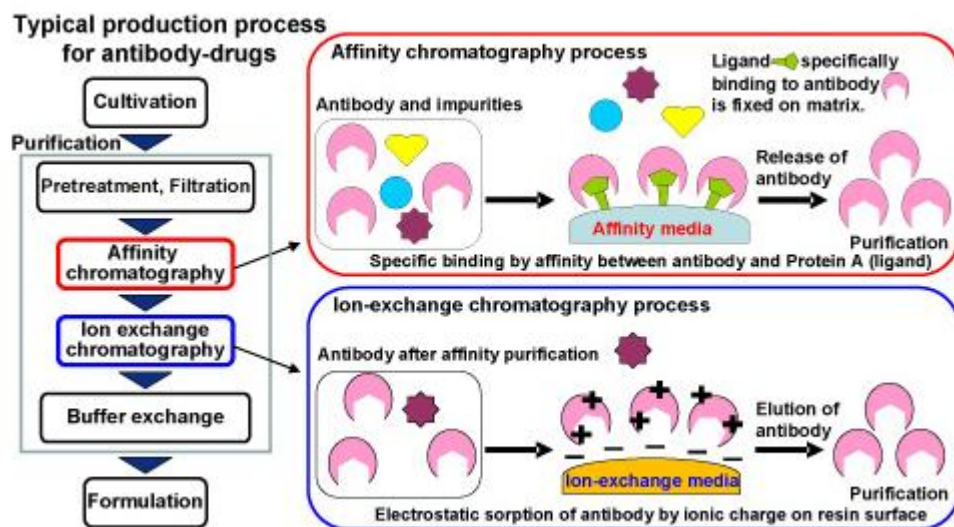 Typical production process
for antibody-drugs
Cultivation
Purification
Pretreatment, Filtration
Affinity
chromatography
Ion exchange
chromatography
Buffer exchange
Formulation
Affinity chromatography process
Antibody and impurities
Ligand specifically
binding to antibody
is fixed on matrix.
Release of
antibody
Affinity media
Purification
Specific binding by affinity between antibody and Protein A (ligand)
Ion-exchange chromatography process
Antibody after affinity purification
Elution of
antibody
Ion-exchange media
Purification
Electrostatic sorption of antibody by ionic charge on resin surface